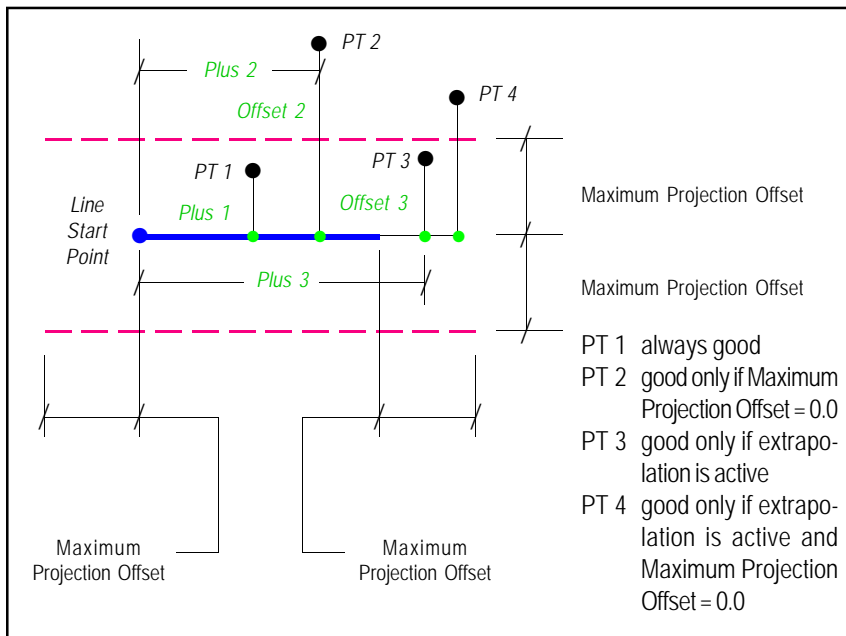 PT 2
Plus 2
PT 4
Offset 2
PT 1
PT 3
Line
Start
Point
Plus 1
Offset 3
Maximum Projection Offset
Plus 3
Maximum Projection Offset
PT 1 always good
PT 2 good only if Maximum
Projection Offset = 0.0
PT 3 good only if extrapo-
lation is active
PT 4 good only if extrapo-
lation is active and
Maximum Projection
Offset = 0.0
Maximum
Projection Offset
Maximum
Projection Offset